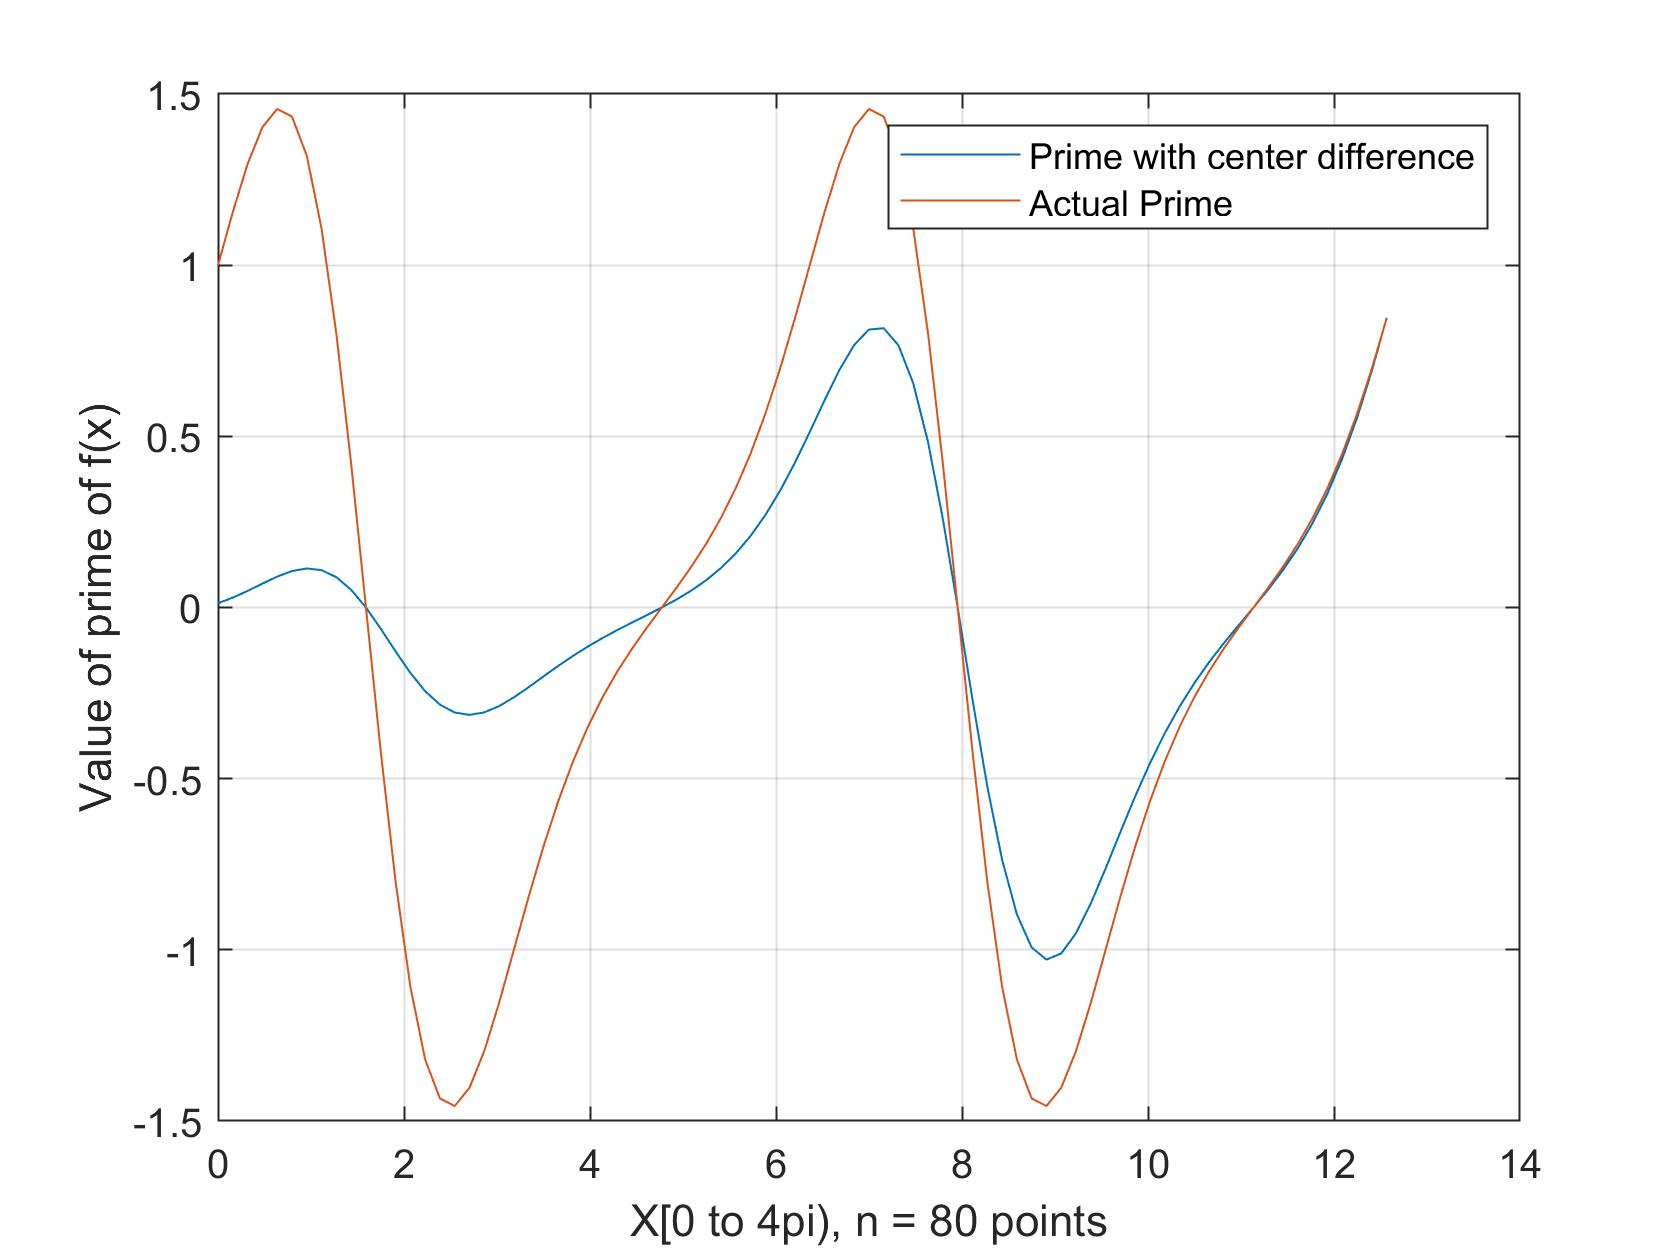 1.5
1
0.5
0
-0.5
-1
-1.5
Value of prime of f(x)
Prime with center difference
Actual Prime
0 2 4 6 8 10 12 14
X[0 to 4pi), n = 80 points